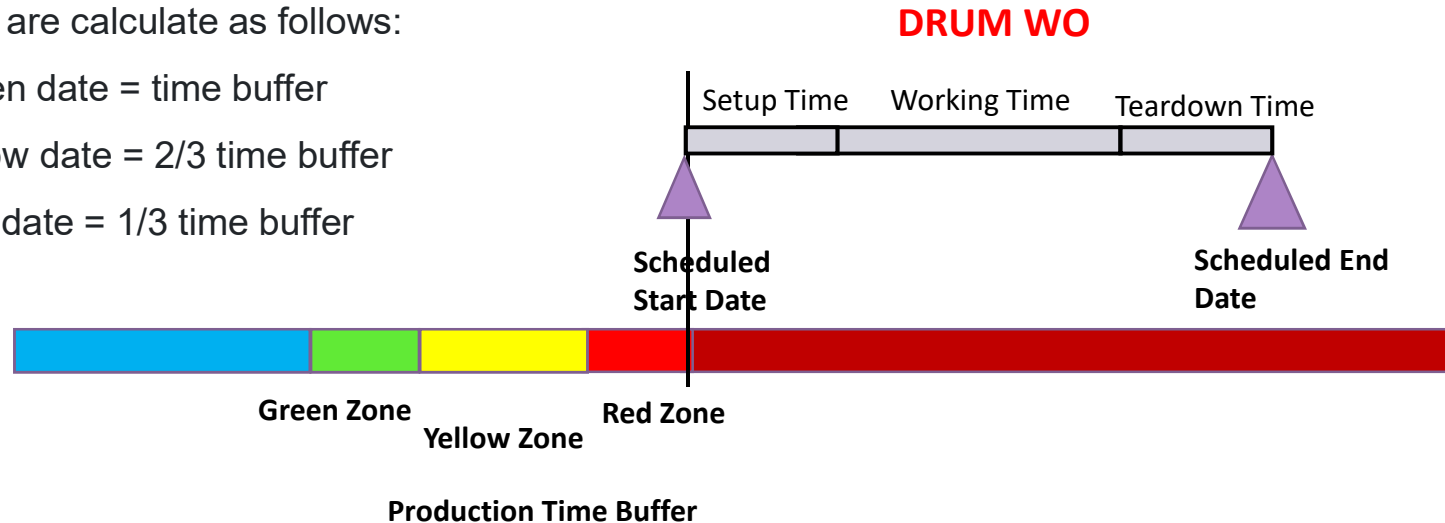 are calculate as follows:
en date = time buffer
ow date = 2/3 time buffer
date = 1/3 time buffer
DRUM WO
Setup Time
Working Time
Teardown Time
Scheduled
Start Date
Scheduled End
Date
Green Zone
Yellow Zone
Red Zone
Production Time Buffer